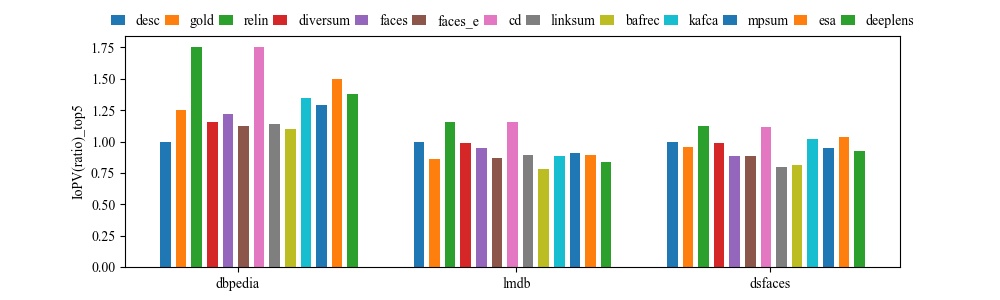 desc gold relin diversum faces faces_e cd linksum bafrec kafca mpsum esa deeplens
IoPV(ratio)_top5
1.75
1.50
1.25
1.00
0.75
0.50
0.25
0.00
dbpedia lmdb dsfaces